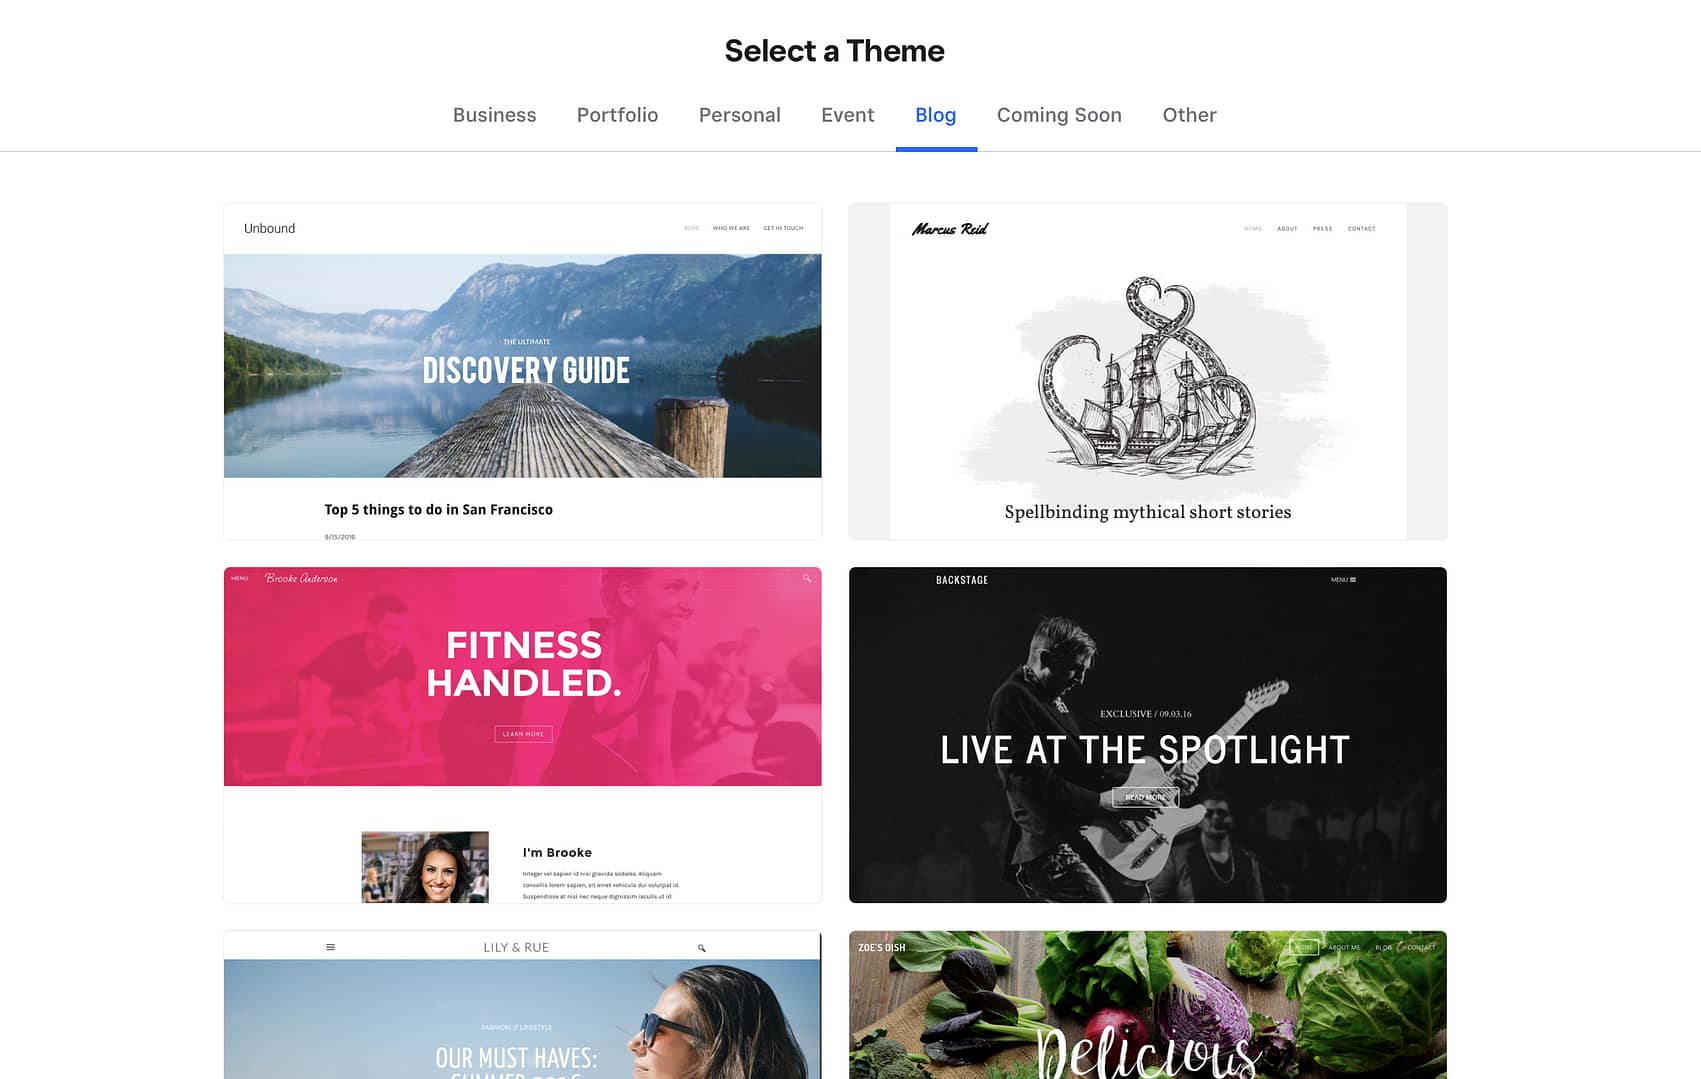 Select a Theme
Business Portfolio Personal Event Blog Coming Soon Other
Unbound
BLOG WHO WE ARE GET IN TOUCH
THE ULTIMATE
DISCOVERY GUIDE
Top 5 things to do in San Francisco
9/15/2016
Marcus Reid
HOME ABOUT PRESS CONTACT
Spellbinding mythical short stories
MENU Brooke Anderson
FITNESS
HANDLED.
LEARN MORE
I'm Brooke
Integer vel sapien id nisi gravida sodales. Aliquam
convallis lorem sapien, sit amet vehicula dui volutpat id.
Suspendisse at nisi nec neque dignissim iaculis ut id
BACKSTAGE
MENU
EXCLUSIVE / 09.03.16
LIVE AT THE SPOTLIGHT
READ MORE
LILY & RUE
FASHION // LIFESTYLE
OUR MUST HAVES:
SUMMER 2016
ZOE'S DISH
HOME ABOUT ME BLOG CONTACT
Delicious